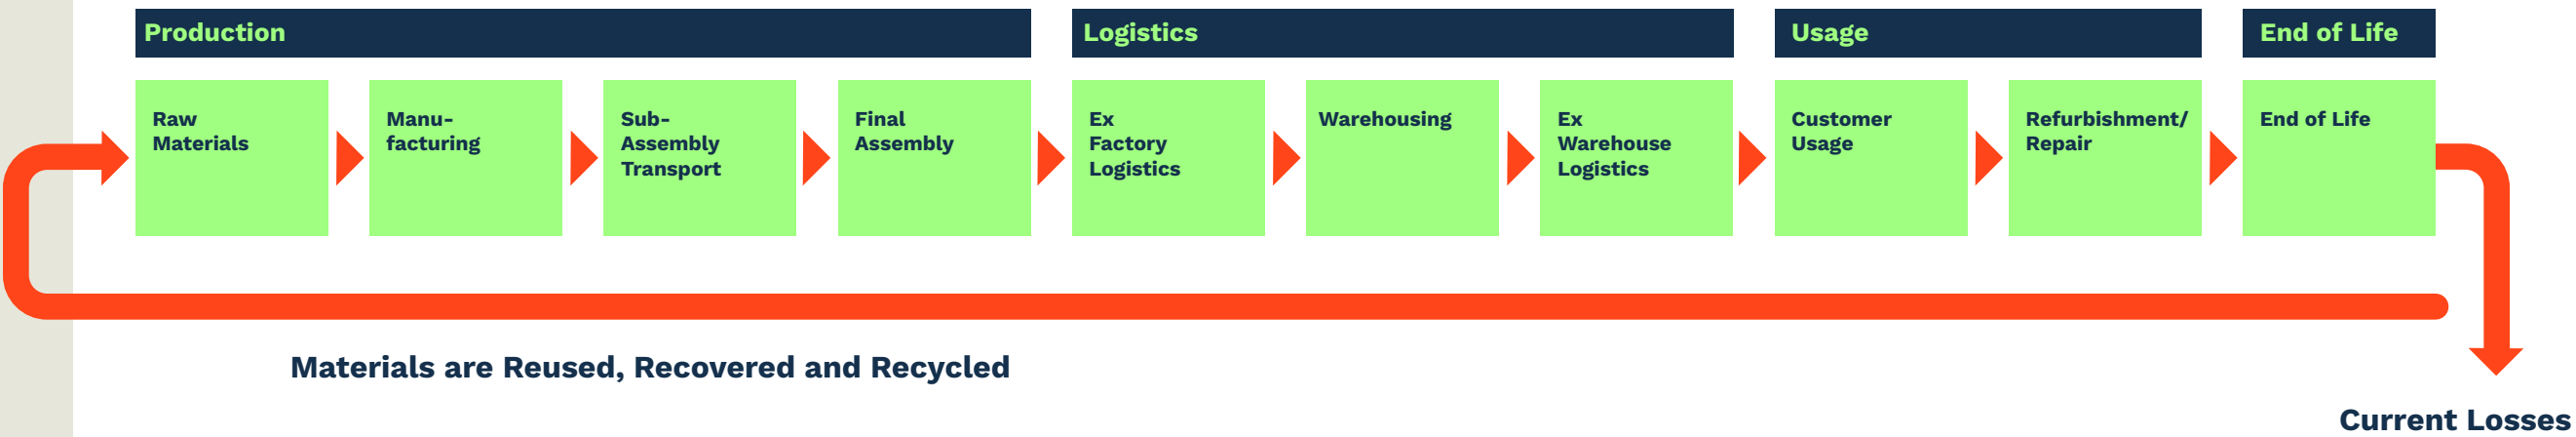 Production
Logistics
Usage
End of Life
Raw
Materials
Manu-
facturing
Sub-
Assembly
Transport
Final
Assembly
Ex
Factory
Logistics
Warehousing
Ex
Warehouse
Logistics
Customer
Usage
Refurbishment/
Repair
End of Life
Materials are Reused, Recovered and Recycled
Current Losses